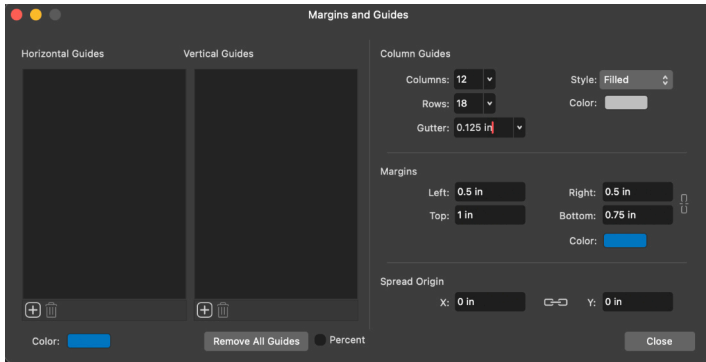 Margins and Guides
Horizontal Guides
Vertical Guides
Column Guides
Columns: 12
Style: Filled
Rows: 18
Color:
Gutter: 0.125 in
Margins
Left: 0.5 in
Right: 0.5 in
Top: 1 in
Bottom: 0.75 in
Color:
Spread Origin
X: 0 in
Y: 0 in
Color:
Remove All Guides
Percent
Close